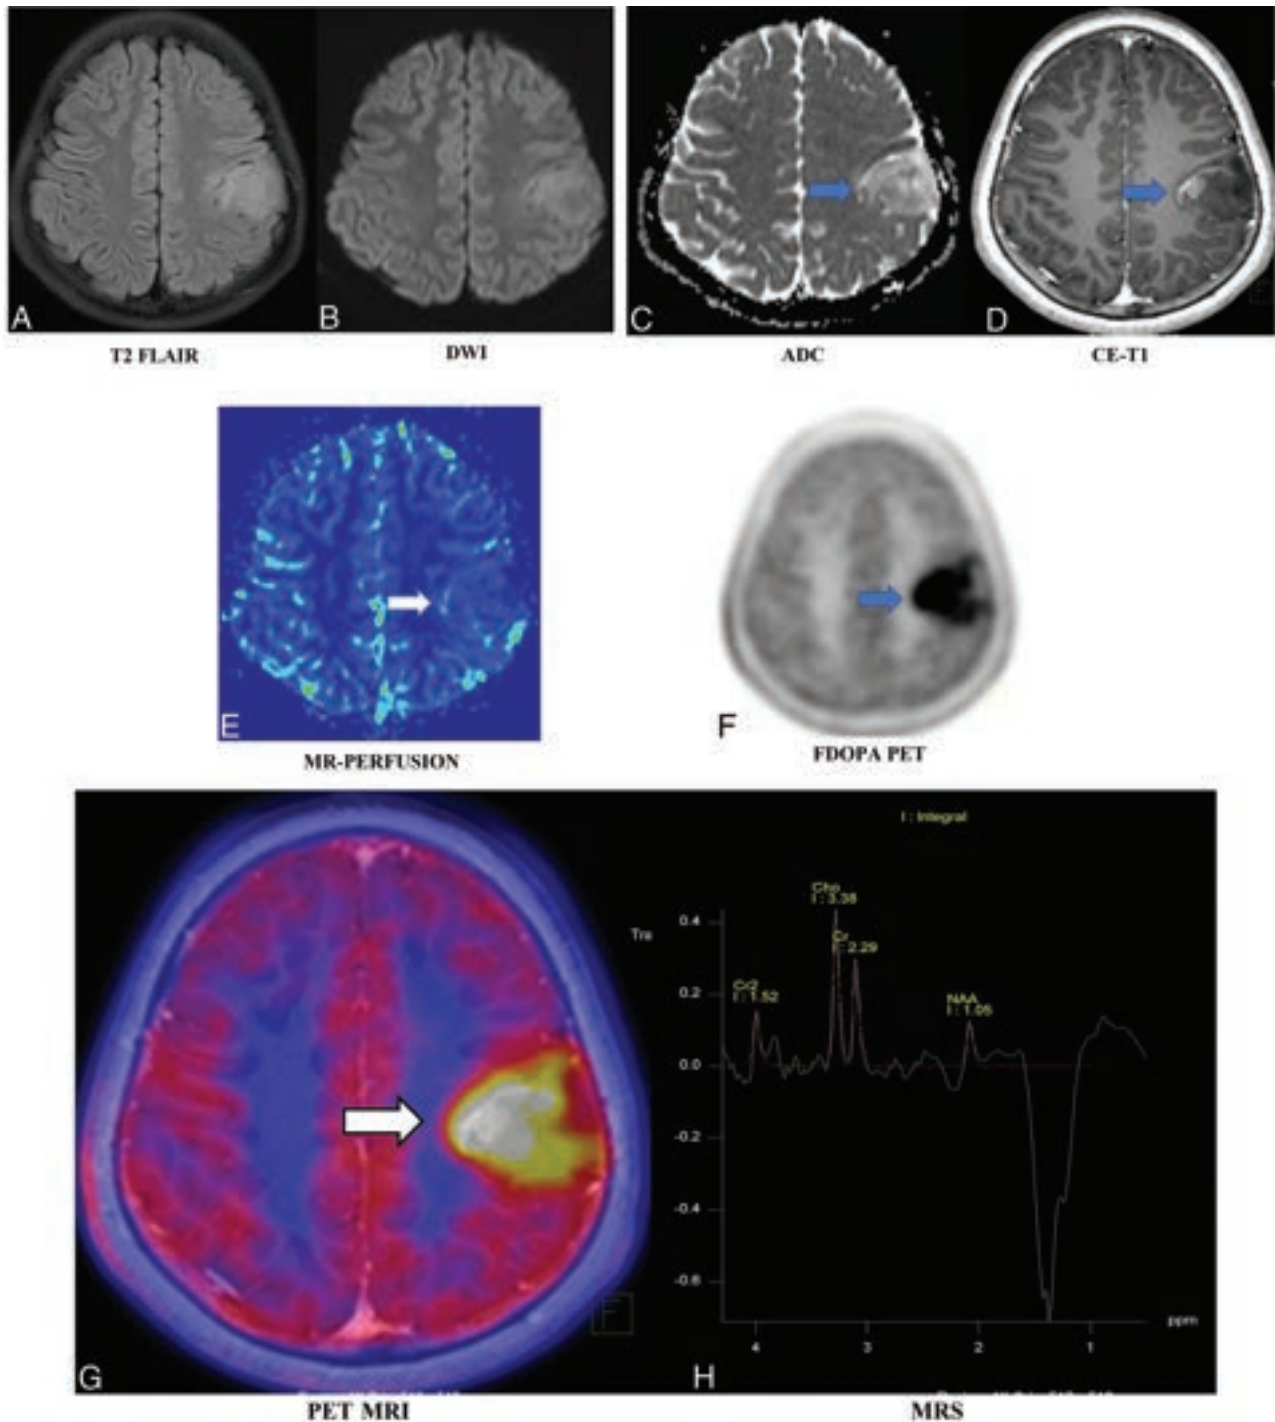 A
B
C
D
T2 FLAIR
DWI
ADC
CE-T1
E
F
MR-PERFUSION
FDOPA PET
I : Integral
Cho
I : 3.38
Tra
0.4
Cr
I : 2.29
Cr2
I : 1.52
NAA
I : 1.05
0.2
0.0
-0.2
-0.4
-0.6
ppm
F
G
H
4
3
2
1
PET MRI
MRS